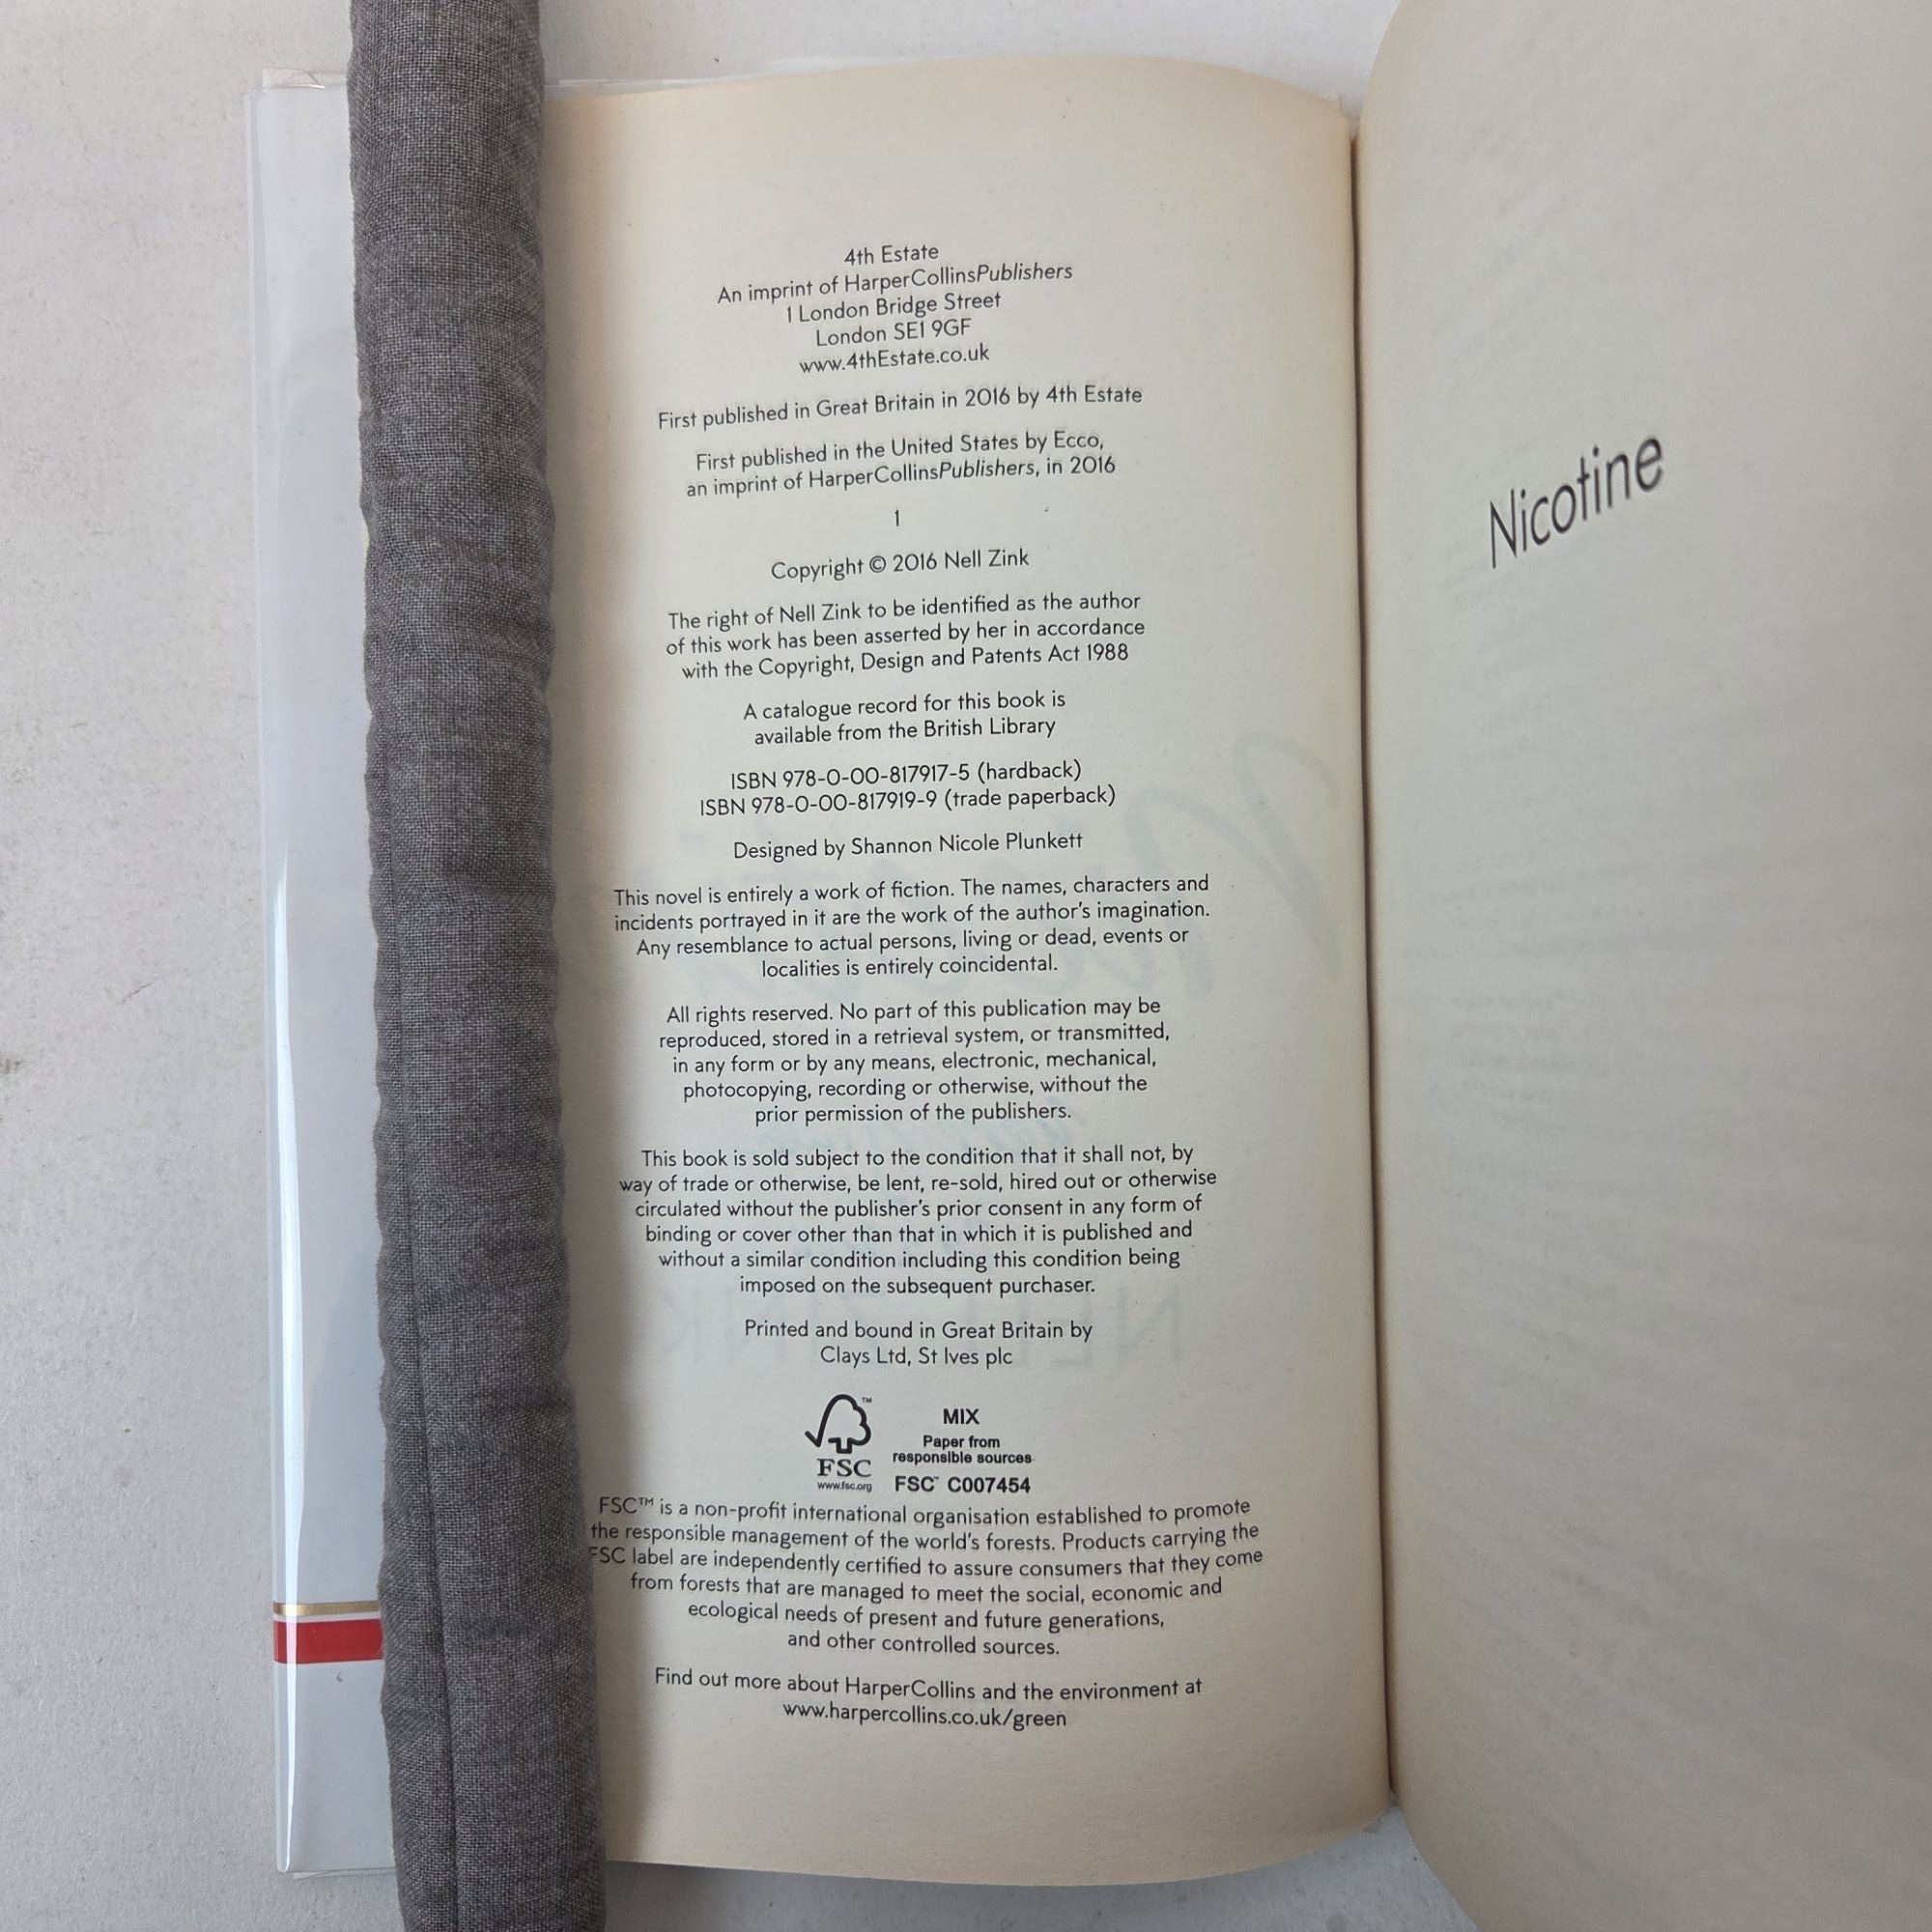 4th Estate
An imprint of HarperCollinsPublishers
1 London Bridge Street
London SE1 9GF
www.4thEstate.co.uk
First published in Great Britain in 2016 by 4th Estate
First published in the United States by Ecco,
an imprint of HarperCollinsPublishers, in 2016
1
Copyright © 2016 Nell Zink
The right of Nell Zink to be identified as the author
of this work has been asserted by her in accordance
with the Copyright, Design and Patents Act 1988
A catalogue record for this book is
available from the British Library
ISBN 978-0-00-817917-5 (hardback)
ISBN 978-0-00-817919-9 (trade paperback)
Designed by Shannon Nicole Plunkett
This novel is entirely a work of fiction. The names, characters and
incidents portrayed in it are the work of the author's imagination.
Any resemblance to actual persons, living or dead, events or
localities is entirely coincidental.
All rights reserved. No part of this publication may be
reproduced, stored in a retrieval system, or transmitted,
in any form or by any means, electronic, mechanical,
photocopying, recording or otherwise, without the
prior permission of the publishers.
This book is sold subject to the condition that it shall not, by
way of trade or otherwise, be lent, re-sold, hired out or otherwise
circulated without the publisher's prior consent in any form of
binding or cover other than that in which it is published and
without a similar condition including this condition being
imposed on the subsequent purchaser.
Printed and bound in Great Britain by
Clays Ltd, St Ives plc
FSC
www.fsc.org
MIX
Paper from
responsible sources
FSC™ C007454
FSC™ is a non-profit international organisation established to promote
the responsible management of the world's forests. Products carrying the
FSC label are independently certified to assure consumers that they come
from forests that are managed to meet the social, economic and
ecological needs of present and future generations,
and other controlled sources.
Find out more about HarperCollins and the environment at
www.harpercollins.co.uk/green
Nicotine